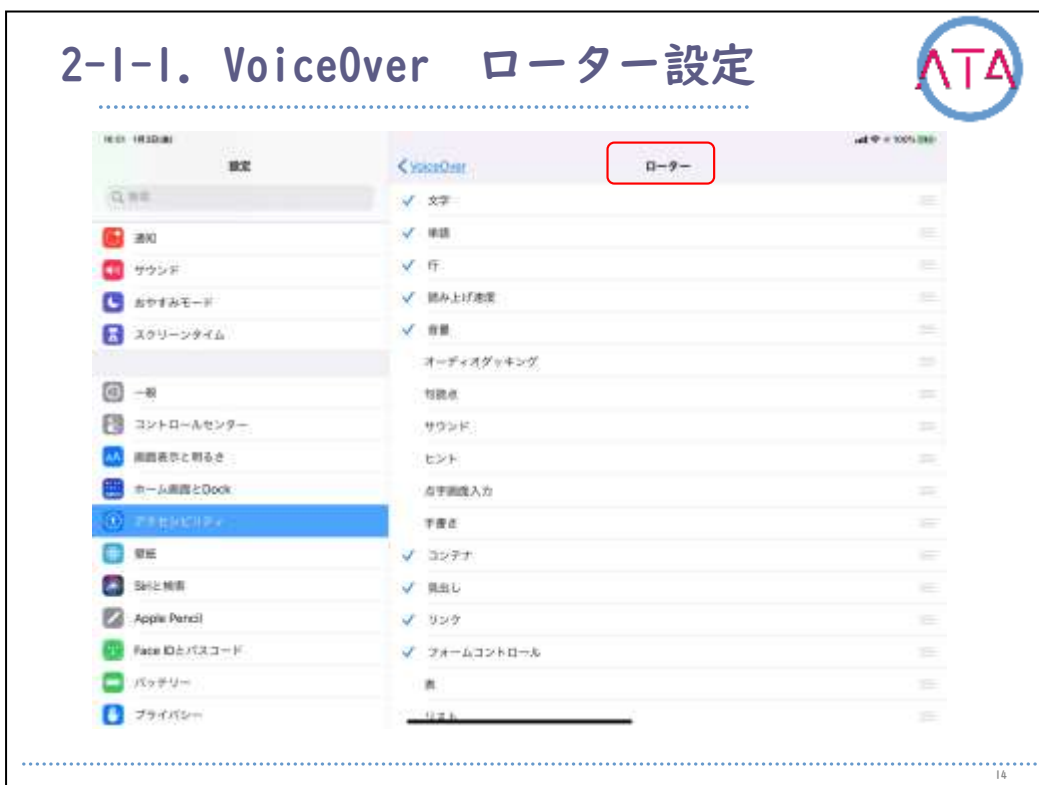 2-1-1. VoiceOver　ローター設定
ATA
設定
VoiceOver
ローター
100%
検索
通知
サウンド
おやすみモード
スクリーンタイム
一般
コントロールセンター
画面表示と明るさ
ホーム画面とDock
アクセシビリティ
壁紙
Siriと検索
Apple Pencil
Face IDとパスコード
バッテリー
プライバシー
文字
単語
行
読み上げ速度
音量
オーディオダッキング
句読点
サウンド
ヒント
点字画面入力
手書き
コンテナ
見出し
リンク
フォームコントロール
表
リスト
14